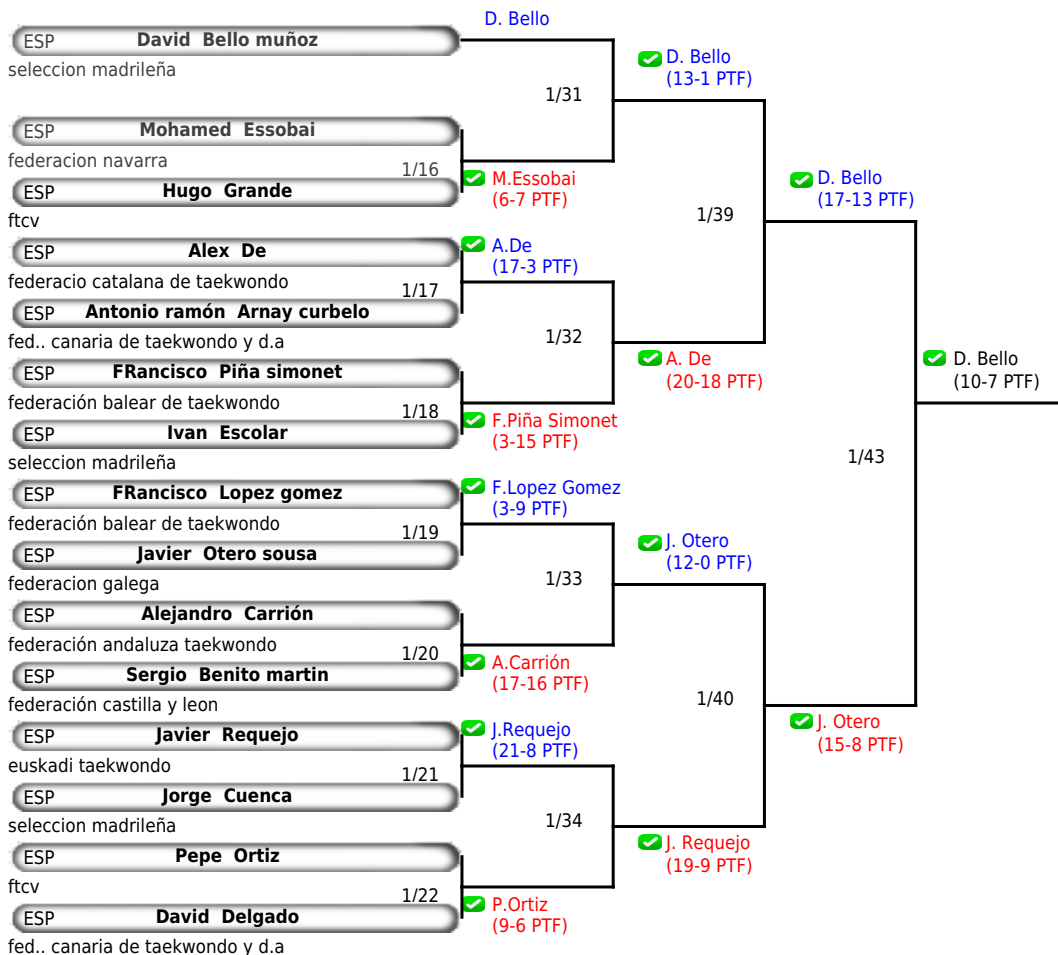 D. Bello
ESP David Bello muñoz
seleccion madrileña
D. Bello
(13-1 PTF)
1/31
ESP Mohamed Essobai
federacion navarra
1/16
ESP Hugo Grande
ftcv
M.Essobai
(6-7 PTF)
D. Bello
(17-13 PTF)
1/39
ESP Alex De
federacio catalana de taekwondo
A.De
(17-3 PTF)
1/17
ESP Antonio ramón Arnay curbelo
fed.. canaria de taekwondo y d.a
1/32
ESP FRancisco Piña simonet
federación balear de taekwondo
A. De
(20-18 PTF)
D. Bello
(10-7 PTF)
1/18
ESP Ivan Escolar
seleccion madrileña
F.Piña Simonet
(3-15 PTF)
1/43
ESP FRancisco Lopez gomez
federación balear de taekwondo
F.Lopez Gomez
(3-9 PTF)
1/19
ESP Javier Otero sousa
federacion galega
J. Otero
(12-0 PTF)
1/33
ESP Alejandro Carrión
federación andaluza taekwondo
1/20
ESP Sergio Benito martin
federación castilla y leon
A.Carrión
(17-16 PTF)
1/40
ESP Javier Requejo
euskadi taekwondo
J.Requejo
(21-8 PTF)
J. Otero
(15-8 PTF)
1/21
ESP Jorge Cuenca
seleccion madrileña
1/34
ESP Pepe Ortiz
ftcv
J. Requejo
(19-9 PTF)
1/22
ESP David Delgado
fed.. canaria de taekwondo y d.a
P.Ortiz
(9-6 PTF)